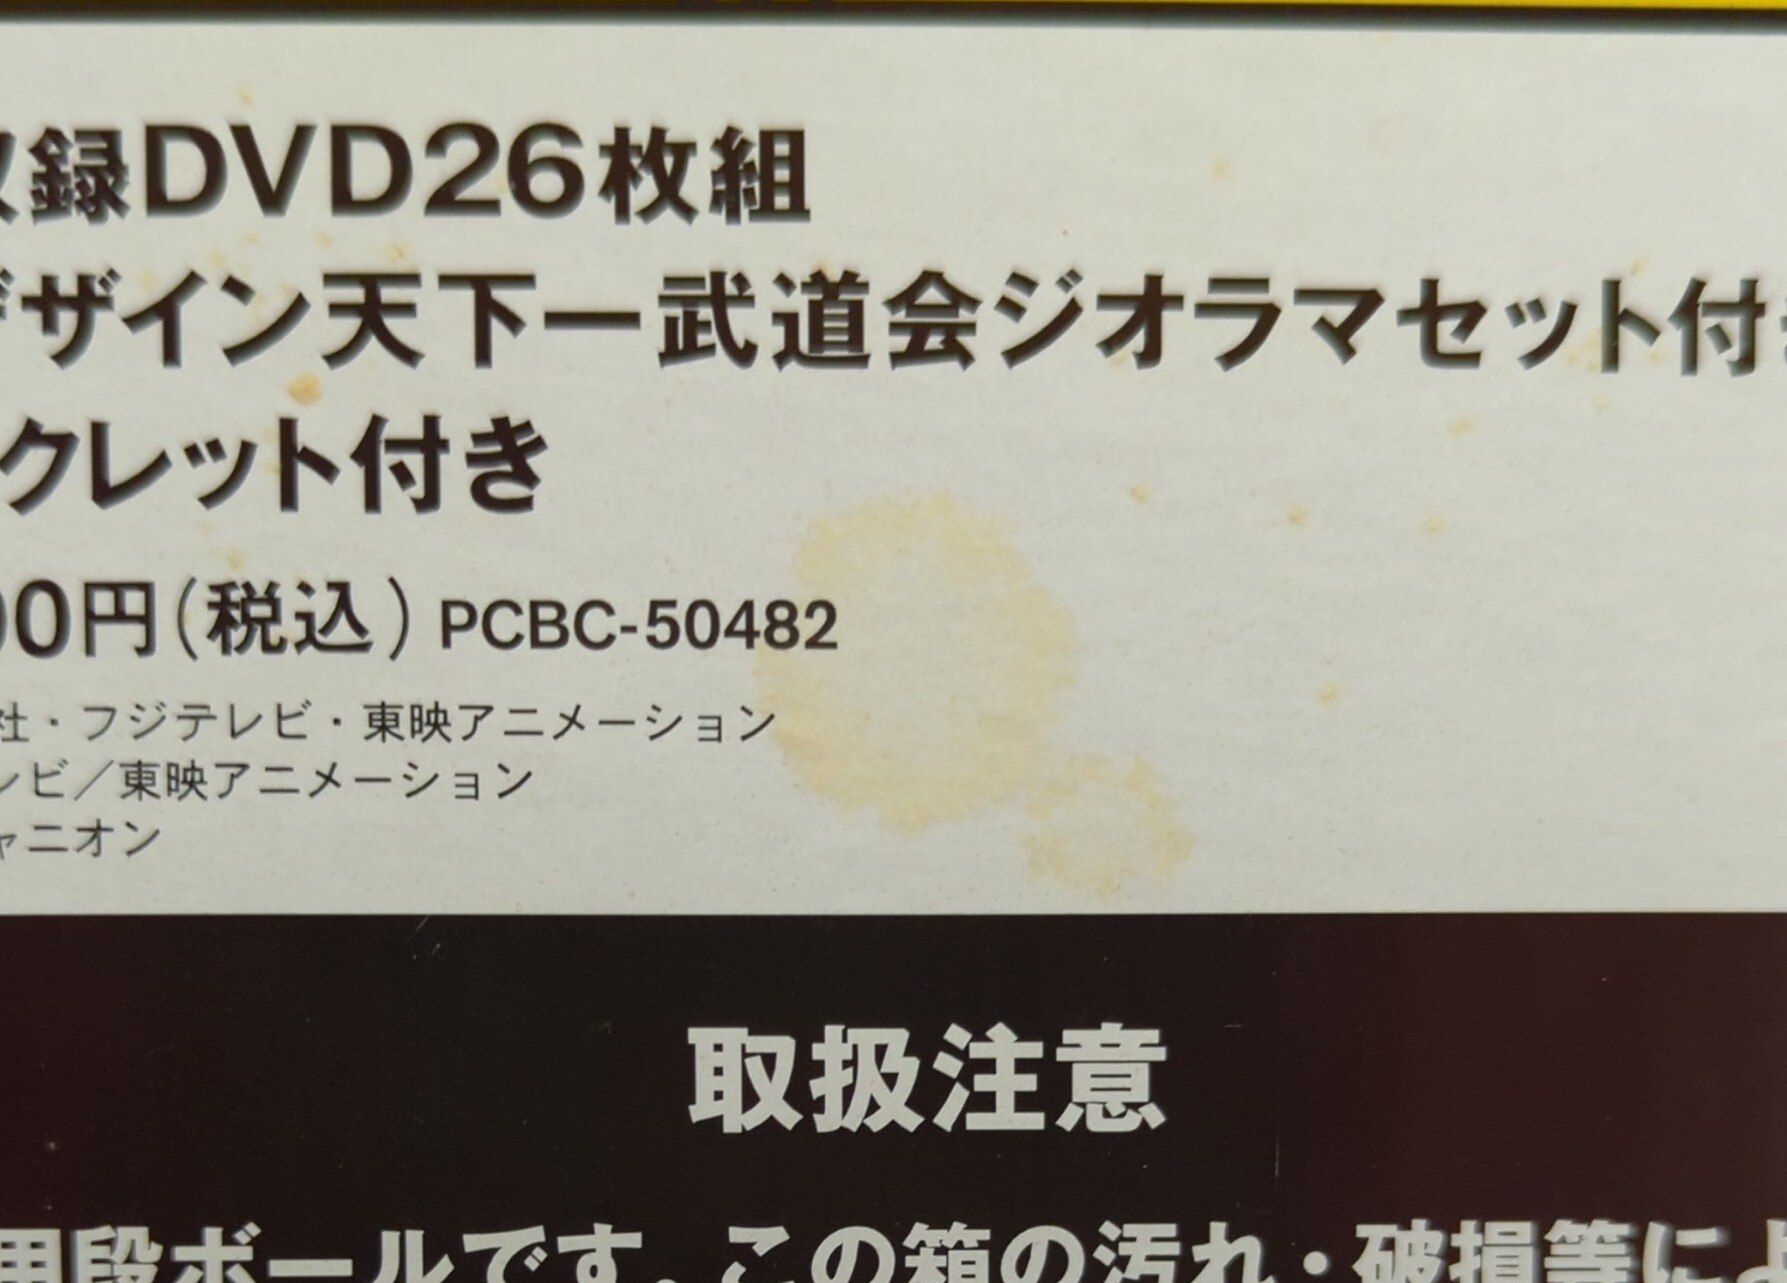 収録DVD26枚組
デザイン天下一武道会ジオラマセット付き
クレット付き
00円(税込) PCBC-50482
社・フジテレビ・東映アニメーション
レビ/東映アニメーション
ャニオン
取扱注意
用段ボールです。この箱の汚れ・破損等によ